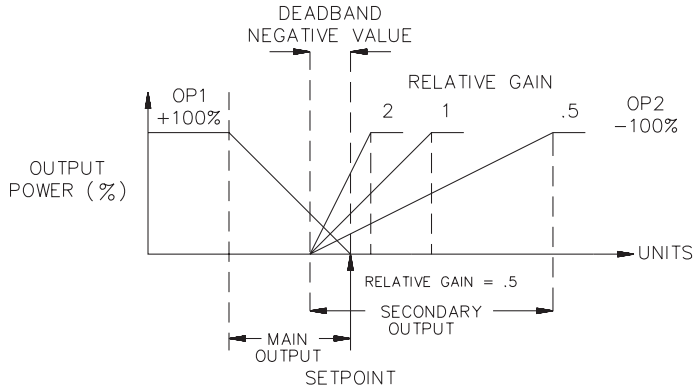 DEADBAND
NEGATIVE VALUE
RELATIVE GAIN
OP1
+100%
2
1
.5
OP2
-100%
OUTPUT
POWER (%)
UNITS
RELATIVE GAIN = .5
SECONDARY
OUTPUT
MAIN
OUTPUT
SETPOINT